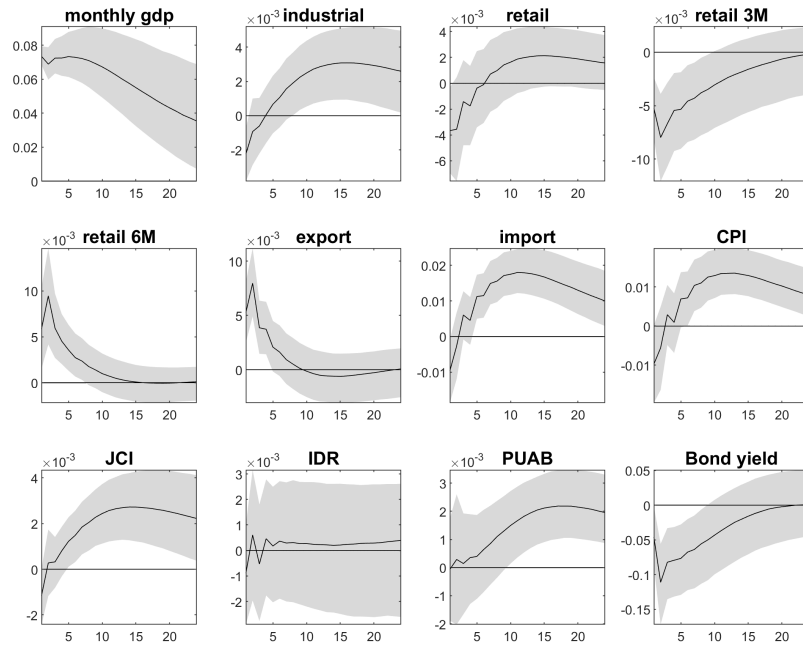 monthly gdp
0.08
0.06
0.04
0.02
0
5 10 15 20
industrial
×10⁻³
4
2
0
-2
5 10 15 20
retail
×10⁻³
4
2
0
-2
-4
-6
5 10 15 20
retail 3M
×10⁻³
0
-5
-10
5 10 15 20
retail 6M
×10⁻³
10
5
0
5 10 15 20
export
×10⁻³
10
5
0
5 10 15 20
import
0.02
0.01
0
-0.01
5 10 15 20
CPI
0.01
0
-0.01
5 10 15 20
JCI
×10⁻³
4
2
0
-2
5 10 15 20
IDR
×10⁻³
3
2
1
0
-1
-2
5 10 15 20
PUAB
×10⁻³
3
2
1
0
-1
-2
5 10 15 20
Bond yield
0.05
0
-0.05
-0.1
-0.15
5 10 15 20